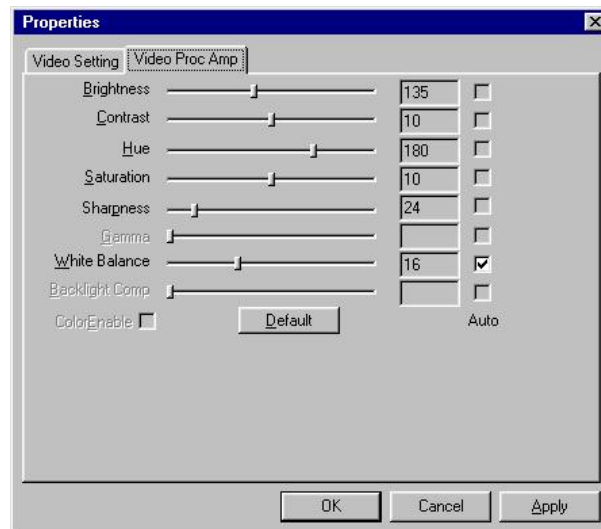 Properties
Video Setting Video Proc Amp
Brightness 135
Contrast 10
Hue 180
Saturation 10
Sharpness 24
Gamma
White Balance 16
Backlight Comp
ColorEnable Default Auto
OK Cancel Apply